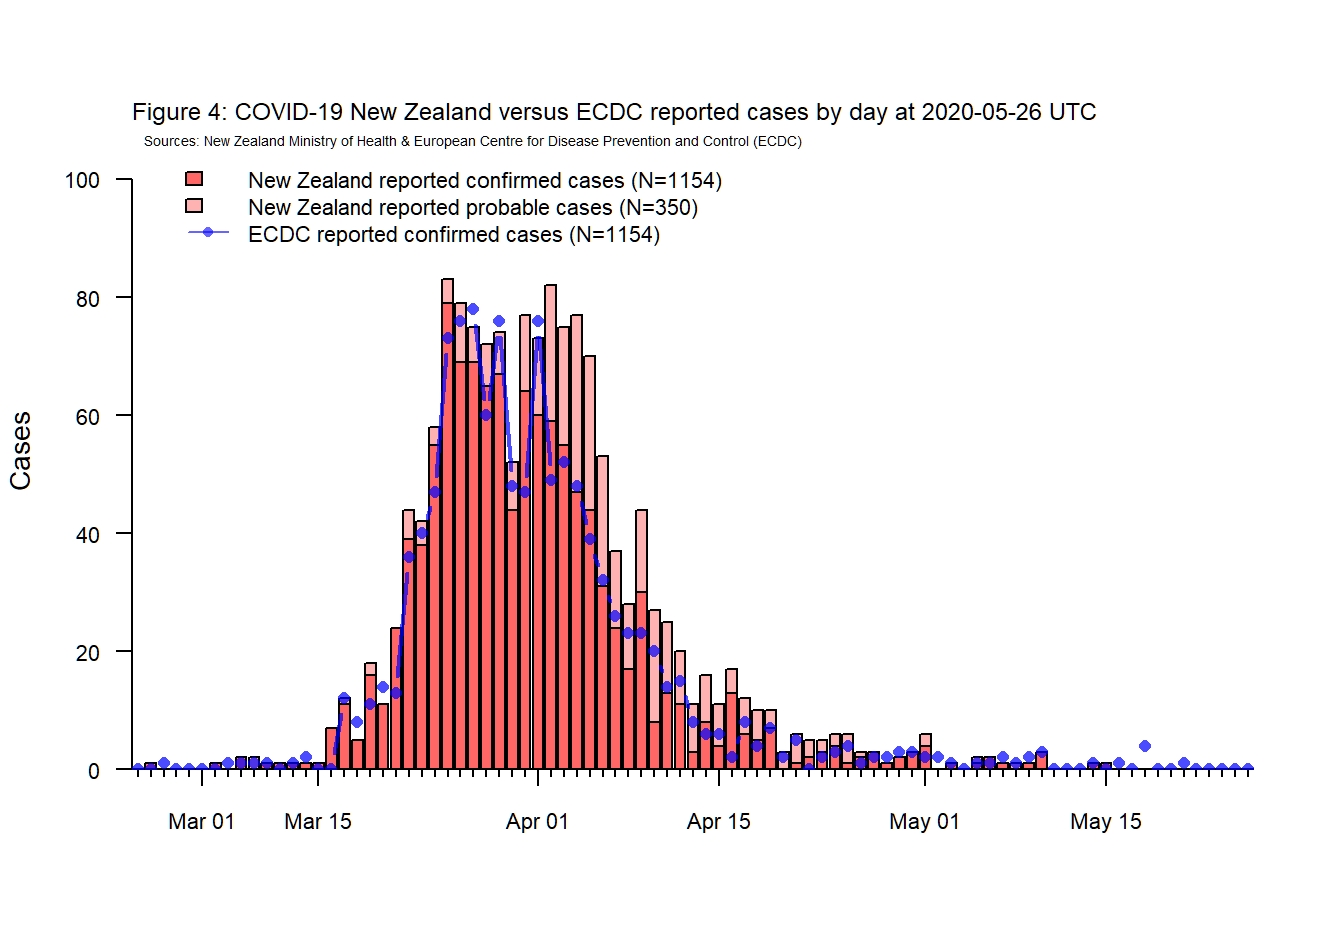 Figure 4: COVID-19 New Zealand versus ECDC reported cases by day at 2020-05-26 UTC
Sources: New Zealand Ministry of Health & European Centre for Disease Prevention and Control (ECDC)
New Zealand reported confirmed cases (N=1154)
New Zealand reported probable cases (N=350)
ECDC reported confirmed cases (N=1154)
Cases
100
80
60
40
20
0
Mar 01
Mar 15
Apr 01
Apr 15
May 01
May 15